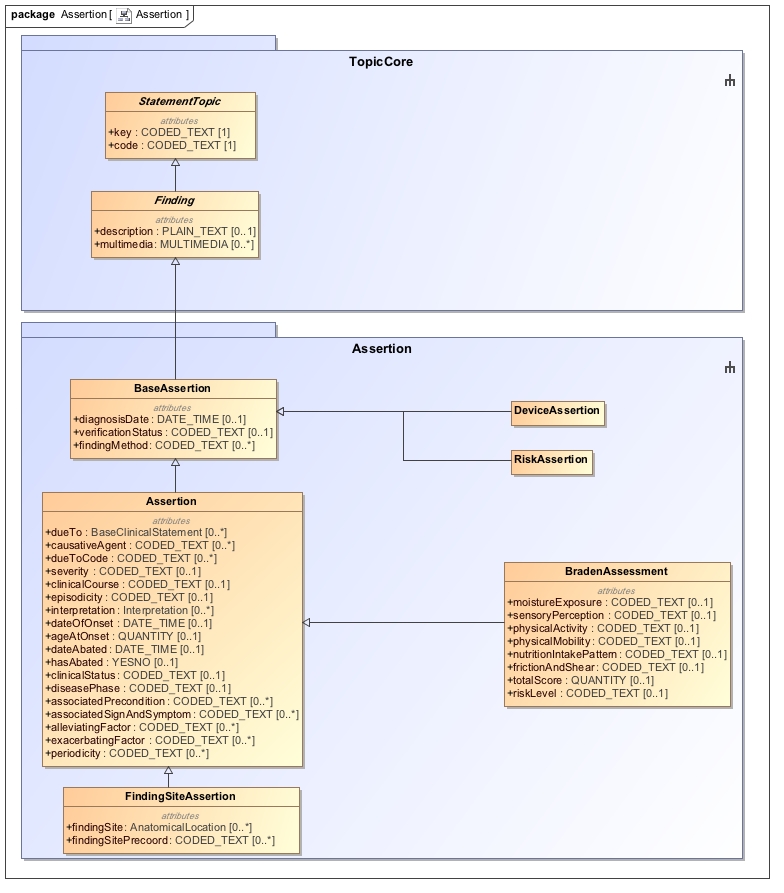 package Assertion [ Assertion ]
TopicCore
StatementTopic
attributes
+key : CODED_TEXT [1]
+code : CODED_TEXT [1]
Finding
attributes
+description : PLAIN_TEXT [0..1]
+multimedia : MULTIMEDIA [0..*]
Assertion
BaseAssertion
attributes
+diagnosisDate : DATE_TIME [0..1]
+verificationStatus : CODED_TEXT [0..1]
+findingMethod : CODED_TEXT [0..*]
DeviceAssertion
RiskAssertion
Assertion
attributes
+dueTo : BaseClinicalStatement [0..*]
+causativeAgent : CODED_TEXT [0..*]
+dueToCode : CODED_TEXT [0..*]
+severity : CODED_TEXT [0..1]
+clinicalCourse : CODED_TEXT [0..1]
+episodicity : CODED_TEXT [0..1]
+interpretation : Interpretation [0..*]
+dateOfOnset : DATE_TIME [0..1]
+ageAtOnset : QUANTITY [0..1]
+dateAbated : DATE_TIME [0..1]
+hasAbated : YESNO [0..1]
+clinicalStatus : CODED_TEXT [0..1]
+diseasePhase : CODED_TEXT [0..1]
+associatedPrecondition : CODED_TEXT [0..*]
+associatedSignAndSymptom : CODED_TEXT [0..*]
+alleviatingFactor : CODED_TEXT [0..*]
+exacerbatingFactor : CODED_TEXT [0..*]
+periodicity : CODED_TEXT [0..*]
BradenAssessment
attributes
+moistureExposure : CODED_TEXT [0..1]
+sensoryPerception : CODED_TEXT [0..1]
+physicalActivity : CODED_TEXT [0..1]
+physicalMobility : CODED_TEXT [0..1]
+nutritionIntakePattern : CODED_TEXT [0..1]
+frictionAndShear : CODED_TEXT [0..1]
+totalScore : QUANTITY [0..1]
+riskLevel : CODED_TEXT [0..1]
FindingSiteAssertion
attributes
+findingSite : AnatomicalLocation [0..*]
+findingSitePrecoord : CODED_TEXT [0..*]